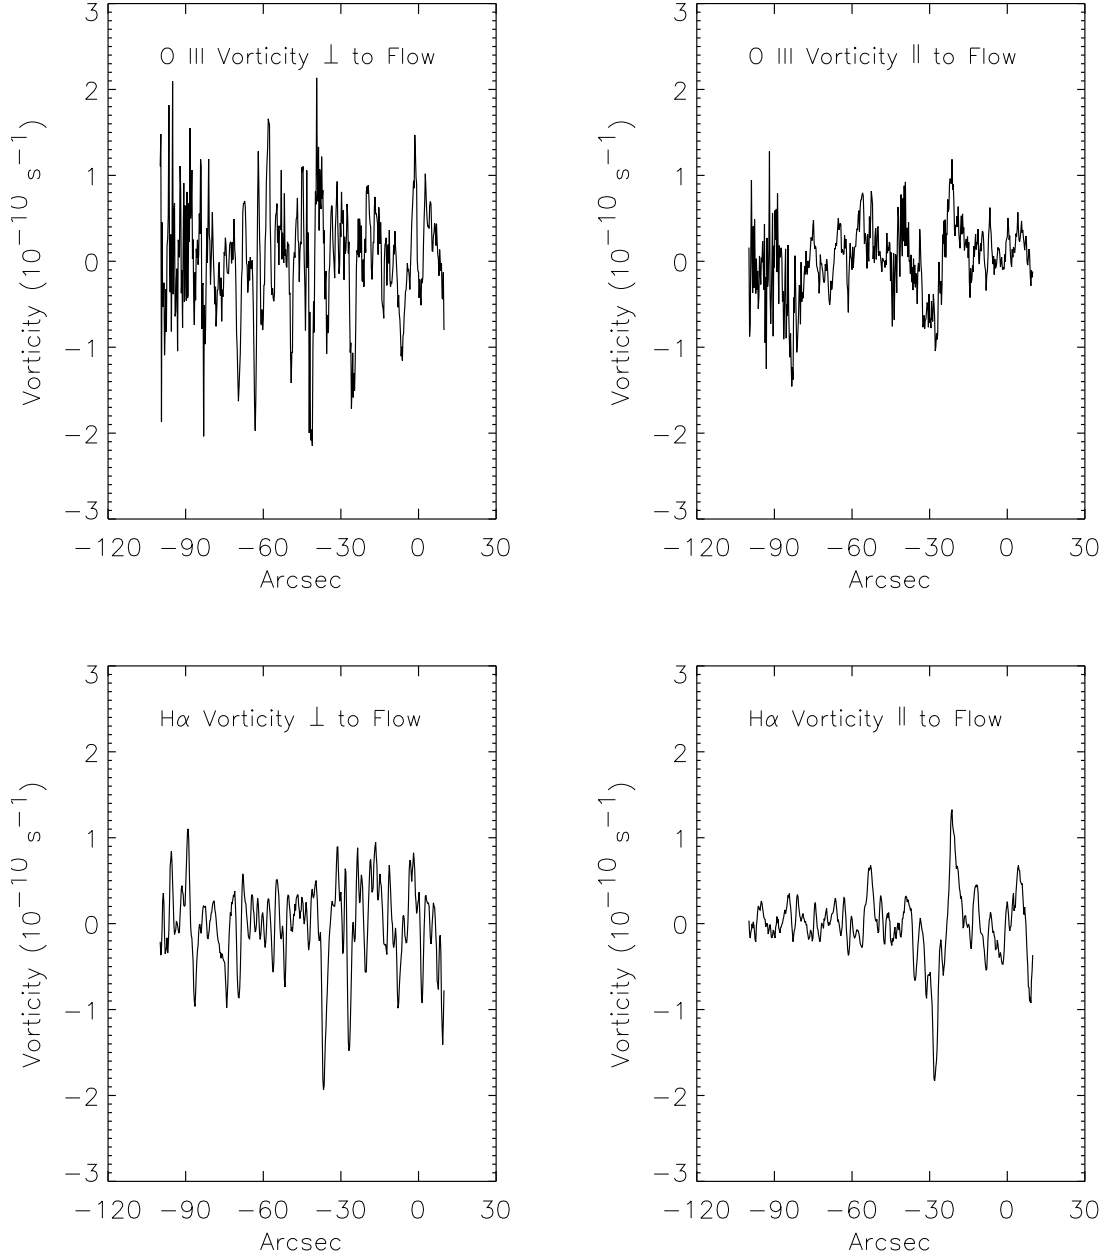 O III Vorticity ⊥ to Flow
Vorticity (10−10 s−1)
3
2
1
0
−1
−2
−3
−120 −90 −60 −30 0 30
Arcsec
O III Vorticity ∥ to Flow
Vorticity (10−10 s−1)
3
2
1
0
−1
−2
−3
−120 −90 −60 −30 0 30
Arcsec
Hα Vorticity ⊥ to Flow
Vorticity (10−10 s−1)
3
2
1
0
−1
−2
−3
−120 −90 −60 −30 0 30
Arcsec
Hα Vorticity ∥ to Flow
Vorticity (10−10 s−1)
3
2
1
0
−1
−2
−3
−120 −90 −60 −30 0 30
Arcsec